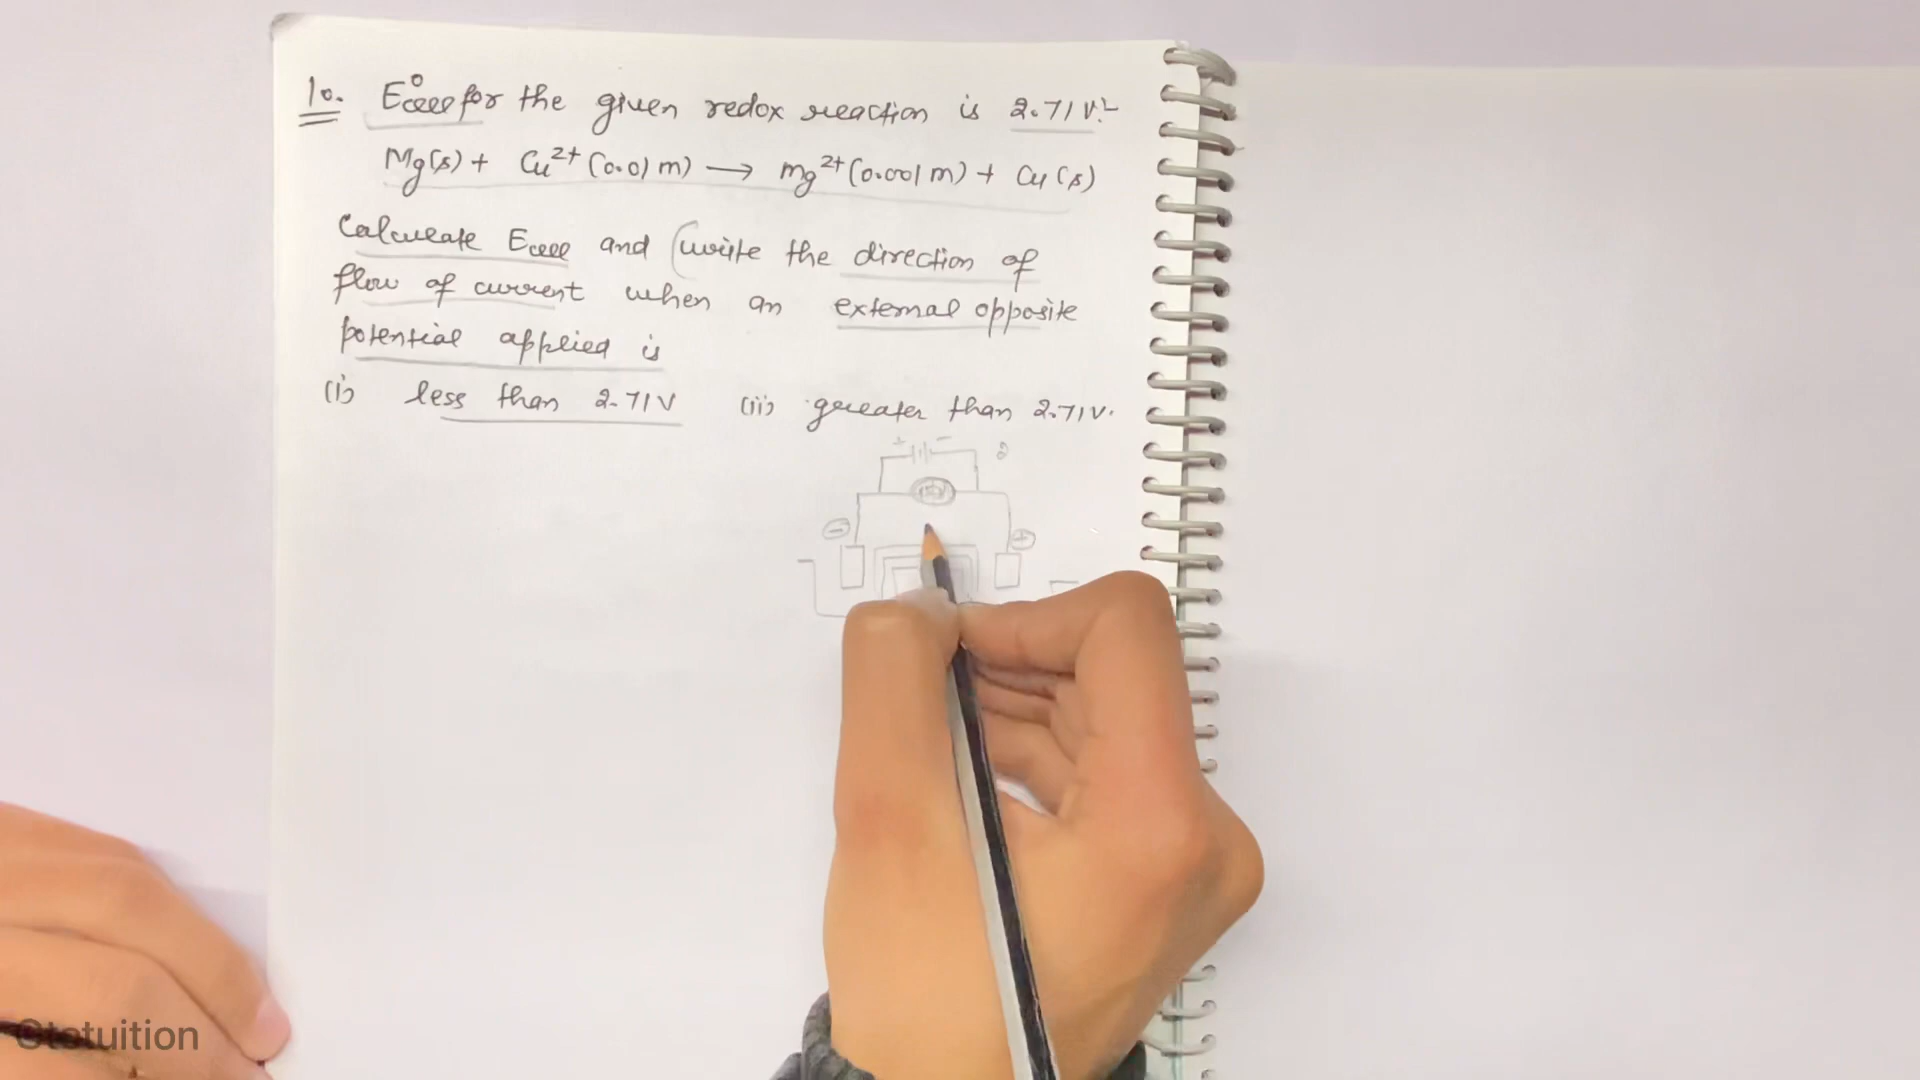 10. E°cell for the given redox reaction is 2.71 V:-
Mg(s) + Cu²⁺ (0.01 m) → Mg²⁺ (0.001 m) + Cu (s)
Calculate Ecell and (write the direction of
flow of current when an external opposite
potential applied is
(i) less than 2.71V (ii) greater than 2.71V.
+ −
− +
tetuition